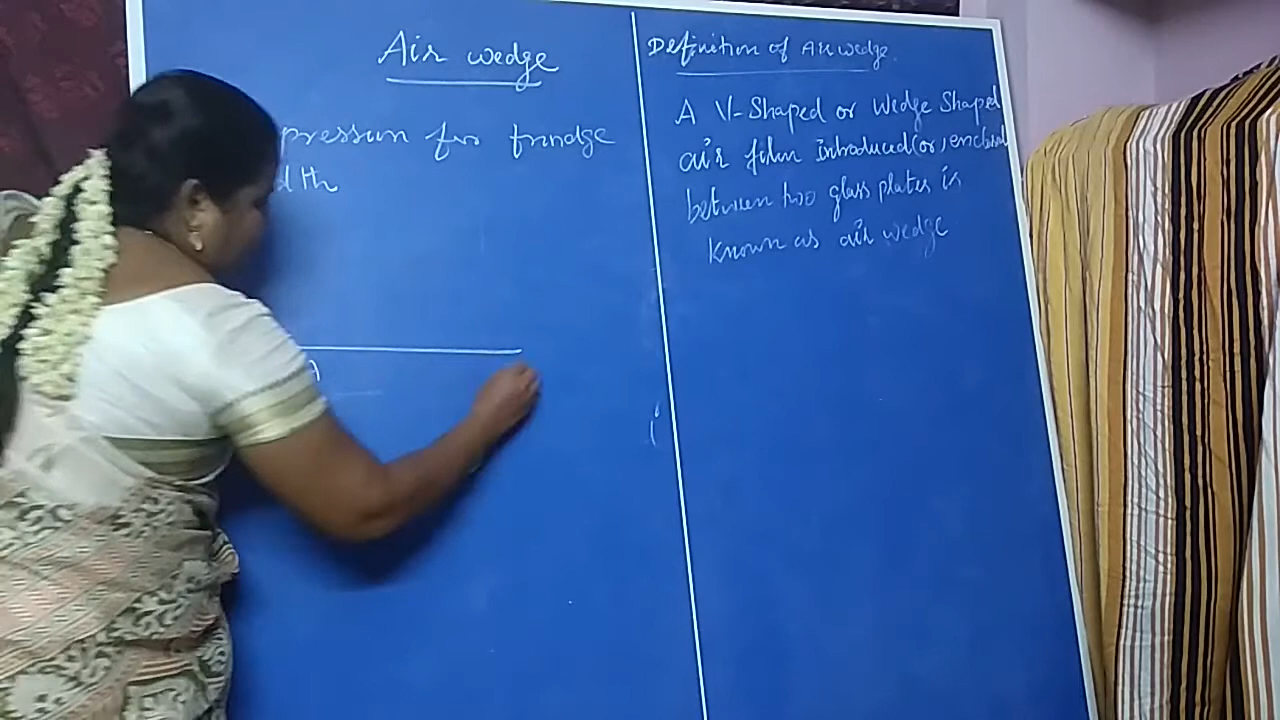 Air wedge
pression for frindge
dth
A
Definition of Air wedge.
A V-Shaped or Wedge Shaped
air film introduced (or) enclosed
between two glass plates is
known as air wedge